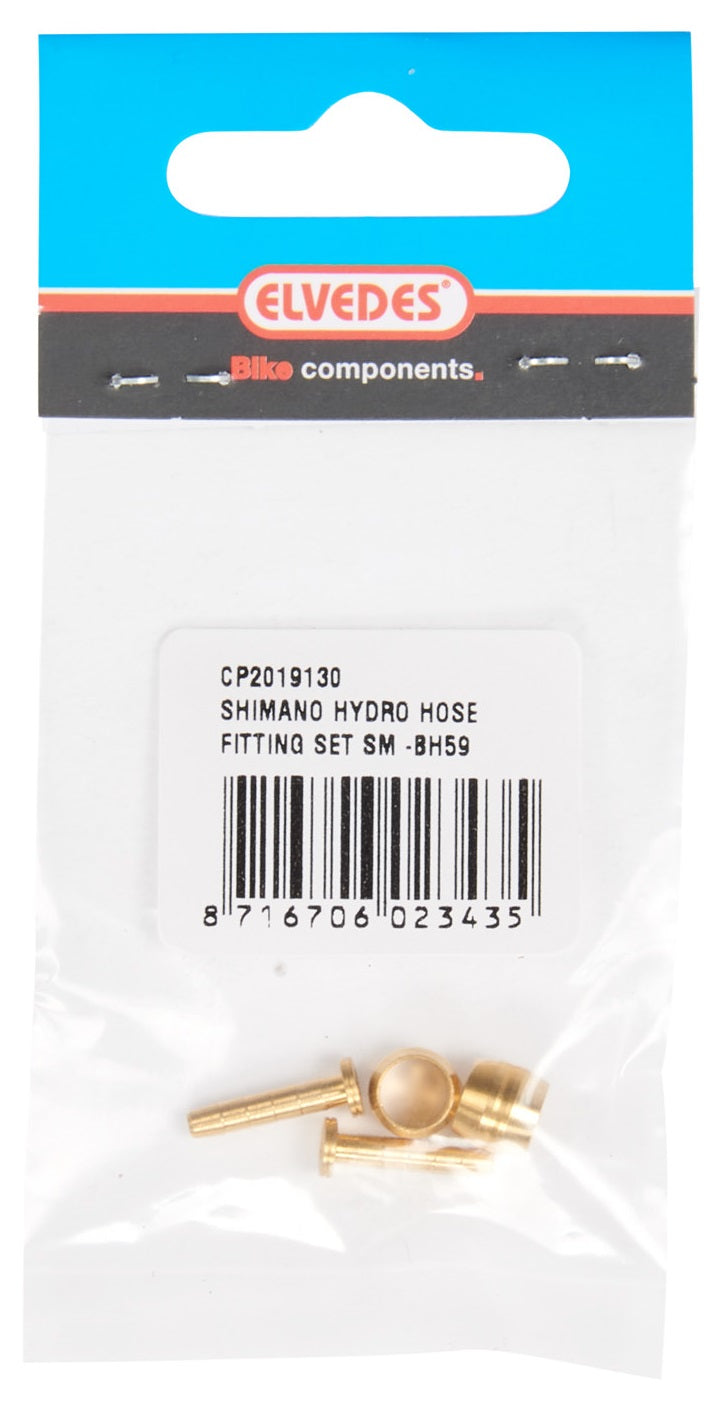 ELVEDES®
Bike components.
CP2019130
SHIMANO HYDRO HOSE
FITTING SET SM -BH59
8 716706 023435